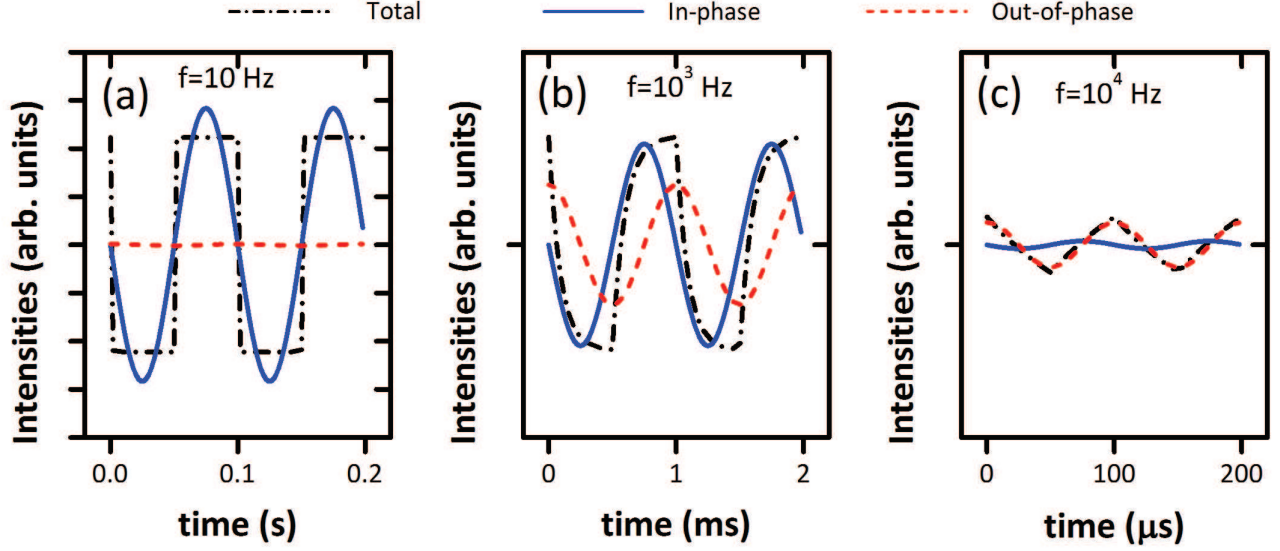 Total In-phase Out-of-phase
(a) f=10 Hz
Intensities (arb. units)
0.0 0.1 0.2
time (s)
(b) f=10³ Hz
Intensities (arb. units)
0 1 2
time (ms)
(c) f=10⁴ Hz
Intensities (arb. units)
0 100 200
time (μs)